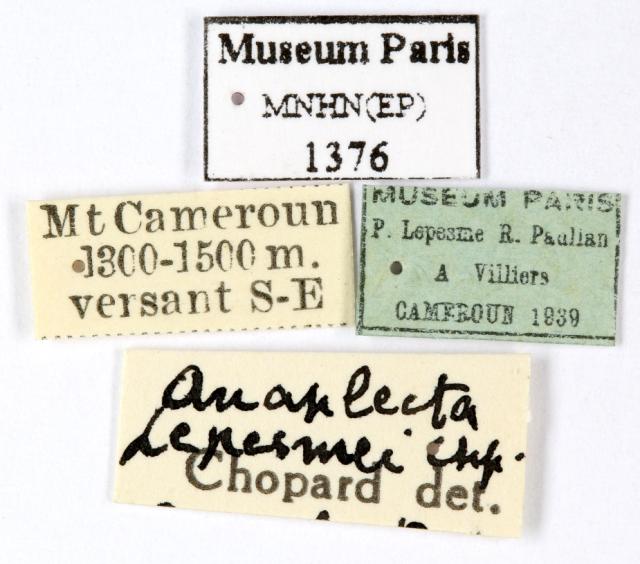 Museum Paris
MNHN(EP)
1376
Mt Cameroun
1300-1500 m.
versant S-E
MUSEUM PARIS
P. Lepesme R. Paulian
A Villiers
CAMEROUN 1939
Anaplecta
Lepesmei Chp.
Chopard det.